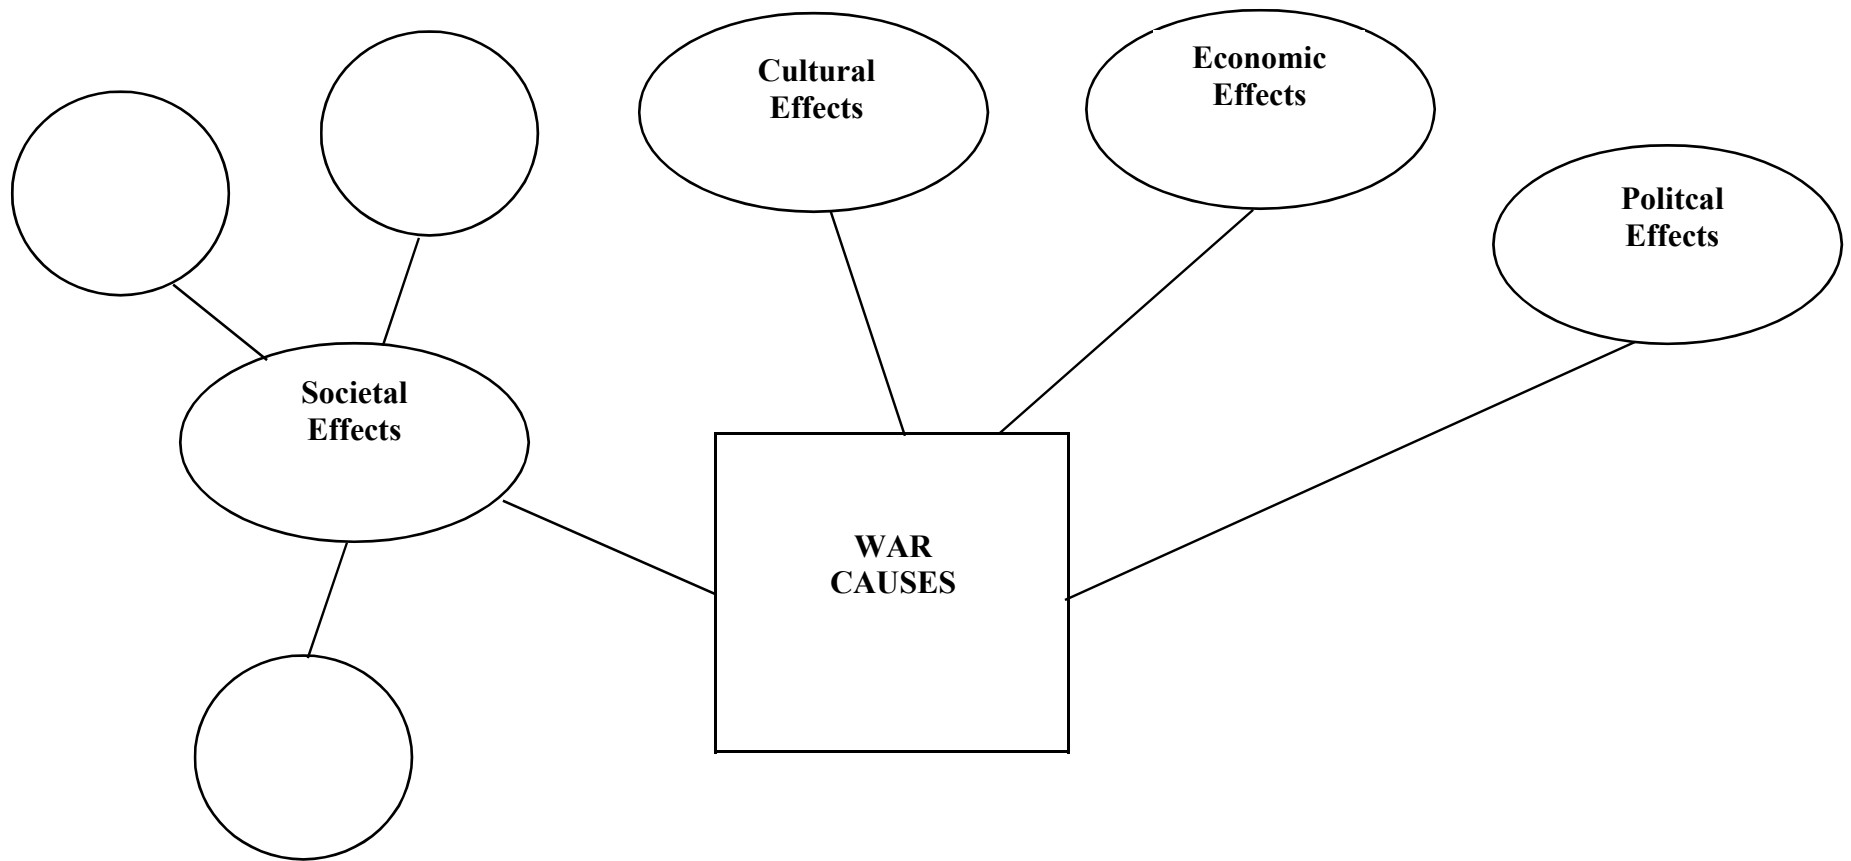 Cultural
Effects
Economic
Effects
Politcal
Effects
Societal
Effects
WAR
CAUSES